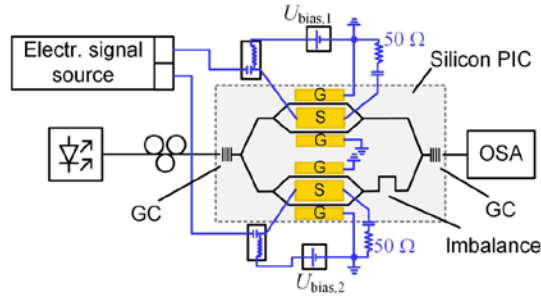 U_bias,1
Electr. signal
source
50 Ω
Silicon PIC
G
S
G
OSA
G
S
G
GC
GC
50 Ω
Imbalance
U_bias,2